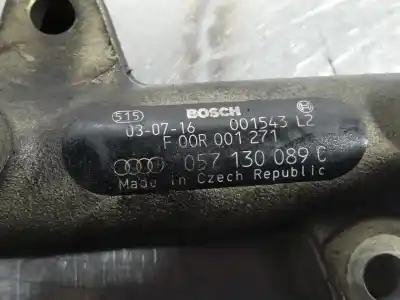 515 BOSCH
03-07-16 001543 L2
F 00R 001 271
057 130 089 C
Made in Czech Republic